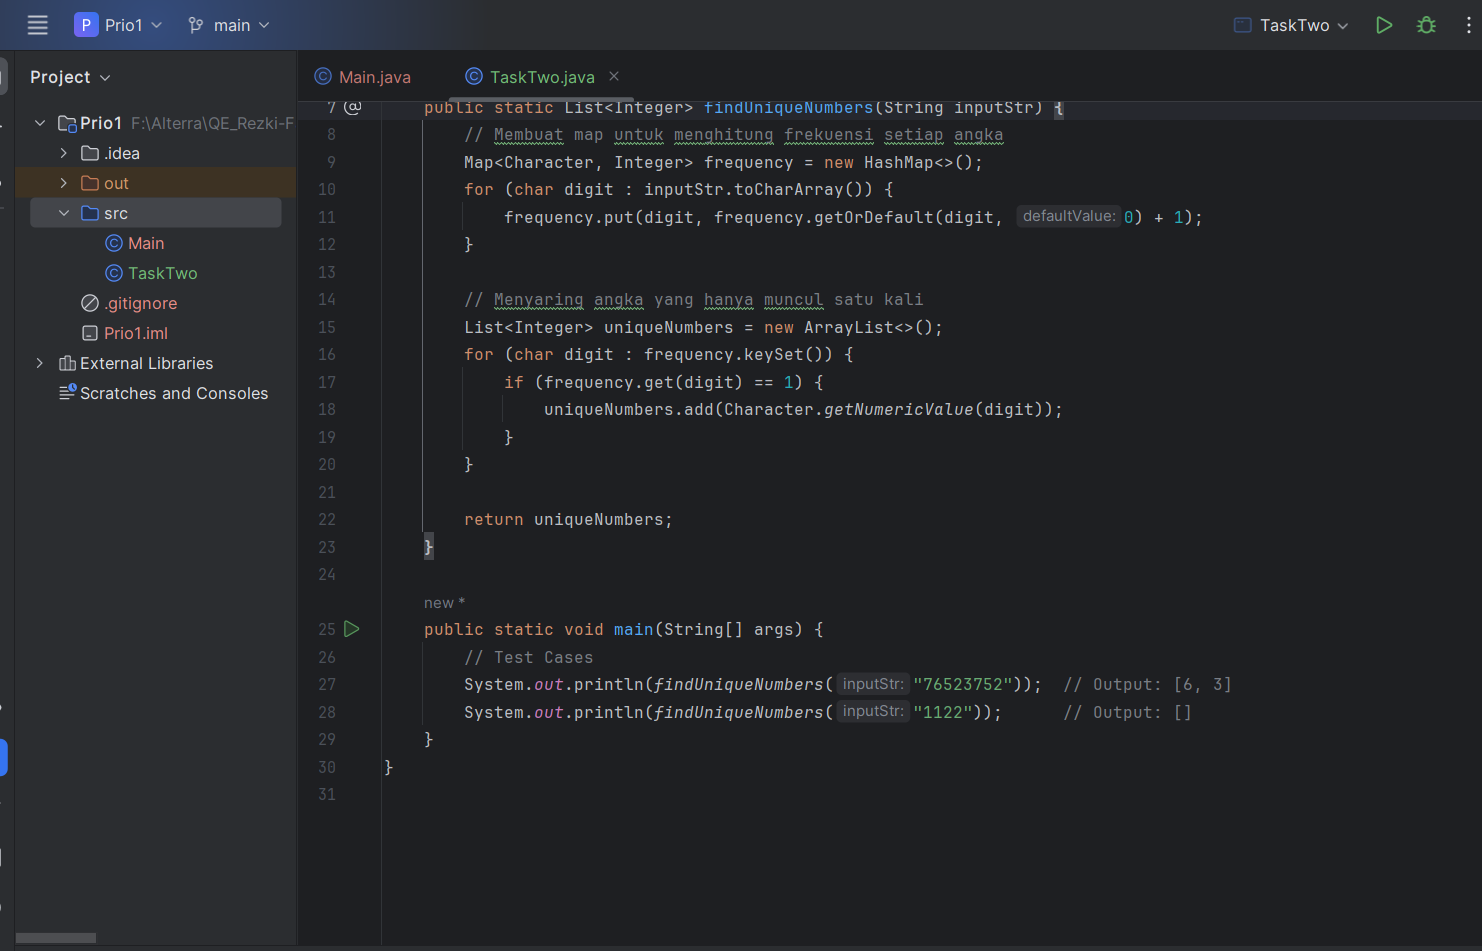 P Prio1 main TaskTwo
Project
Prio1 F:\Alterra\QE_Rezki-F
.idea
out
src
Main
TaskTwo
.gitignore
Prio1.iml
External Libraries
Scratches and Consoles
Main.java TaskTwo.java
7 public static List<Integer> findUniqueNumbers(String inputStr) {
8 // Membuat map untuk menghitung frekuensi setiap angka
9 Map<Character, Integer> frequency = new HashMap<>();
10 for (char digit : inputStr.toCharArray()) {
11 frequency.put(digit, frequency.getOrDefault(digit, defaultValue: 0) + 1);
12 }
13
14 // Menyaring angka yang hanya muncul satu kali
15 List<Integer> uniqueNumbers = new ArrayList<>();
16 for (char digit : frequency.keySet()) {
17 if (frequency.get(digit) == 1) {
18 uniqueNumbers.add(Character.getNumericValue(digit));
19 }
20 }
21
22 return uniqueNumbers;
23 }
24
new *
25 public static void main(String[] args) {
26 // Test Cases
27 System.out.println(findUniqueNumbers( inputStr: "76523752")); // Output: [6, 3]
28 System.out.println(findUniqueNumbers( inputStr: "1122")); // Output: []
29 }
30 }
31